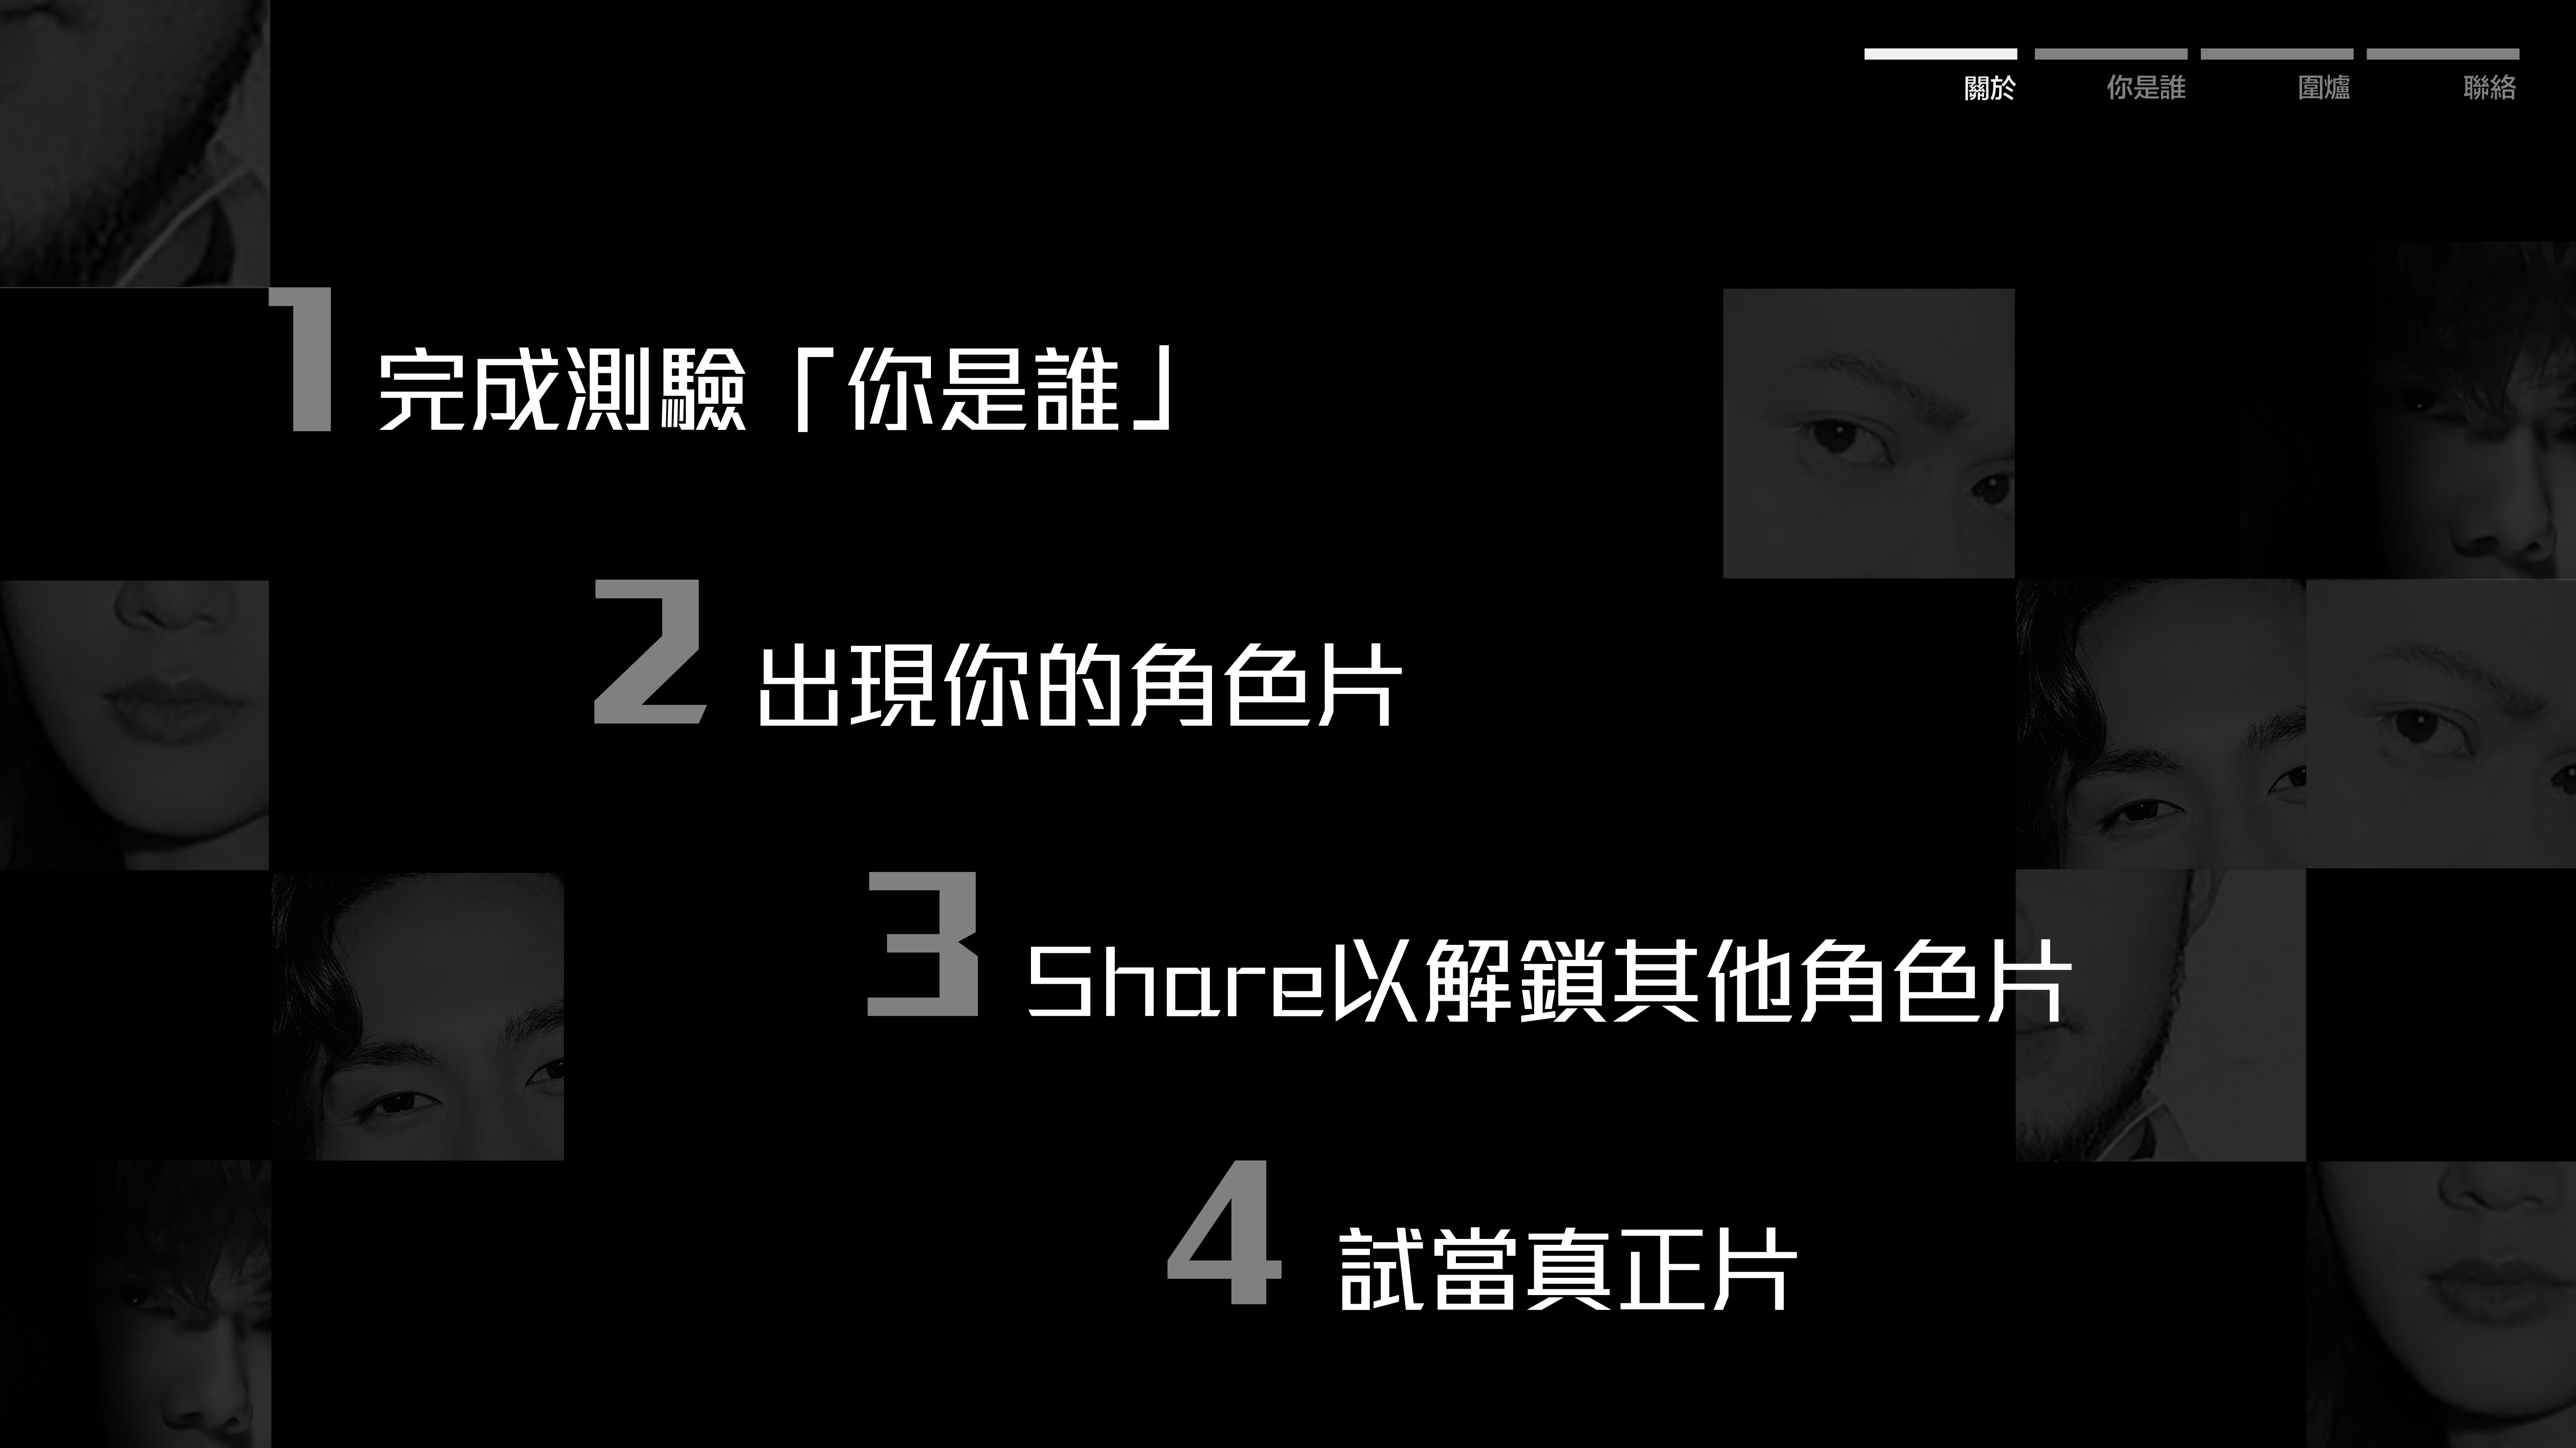 關於
你是誰
圍爐
聯絡
1 完成測驗「你是誰」
2 出現你的角色片
3 Share以解鎖其他角色片
4 試當真正片